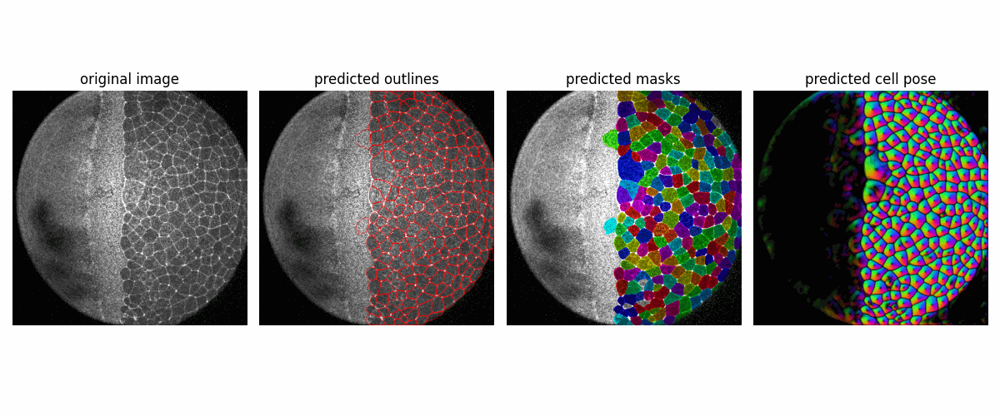 original image
predicted outlines
predicted masks
predicted cell pose